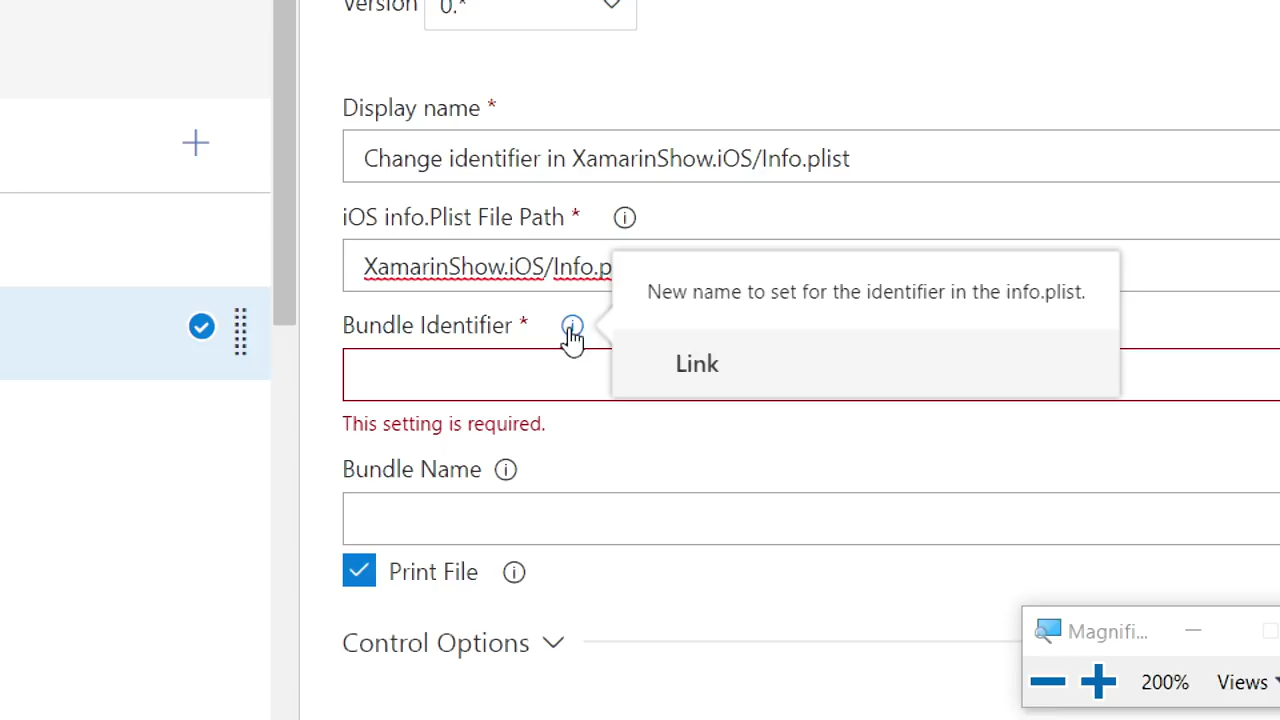 Version 0.*
Display name *
Change identifier in XamarinShow.iOS/Info.plist
iOS info.Plist File Path *
XamarinShow.iOS/Info.p
New name to set for the identifier in the info.plist.
Bundle Identifier *
Link
This setting is required.
Bundle Name
Print File
Control Options
Magnifi...
200% Views